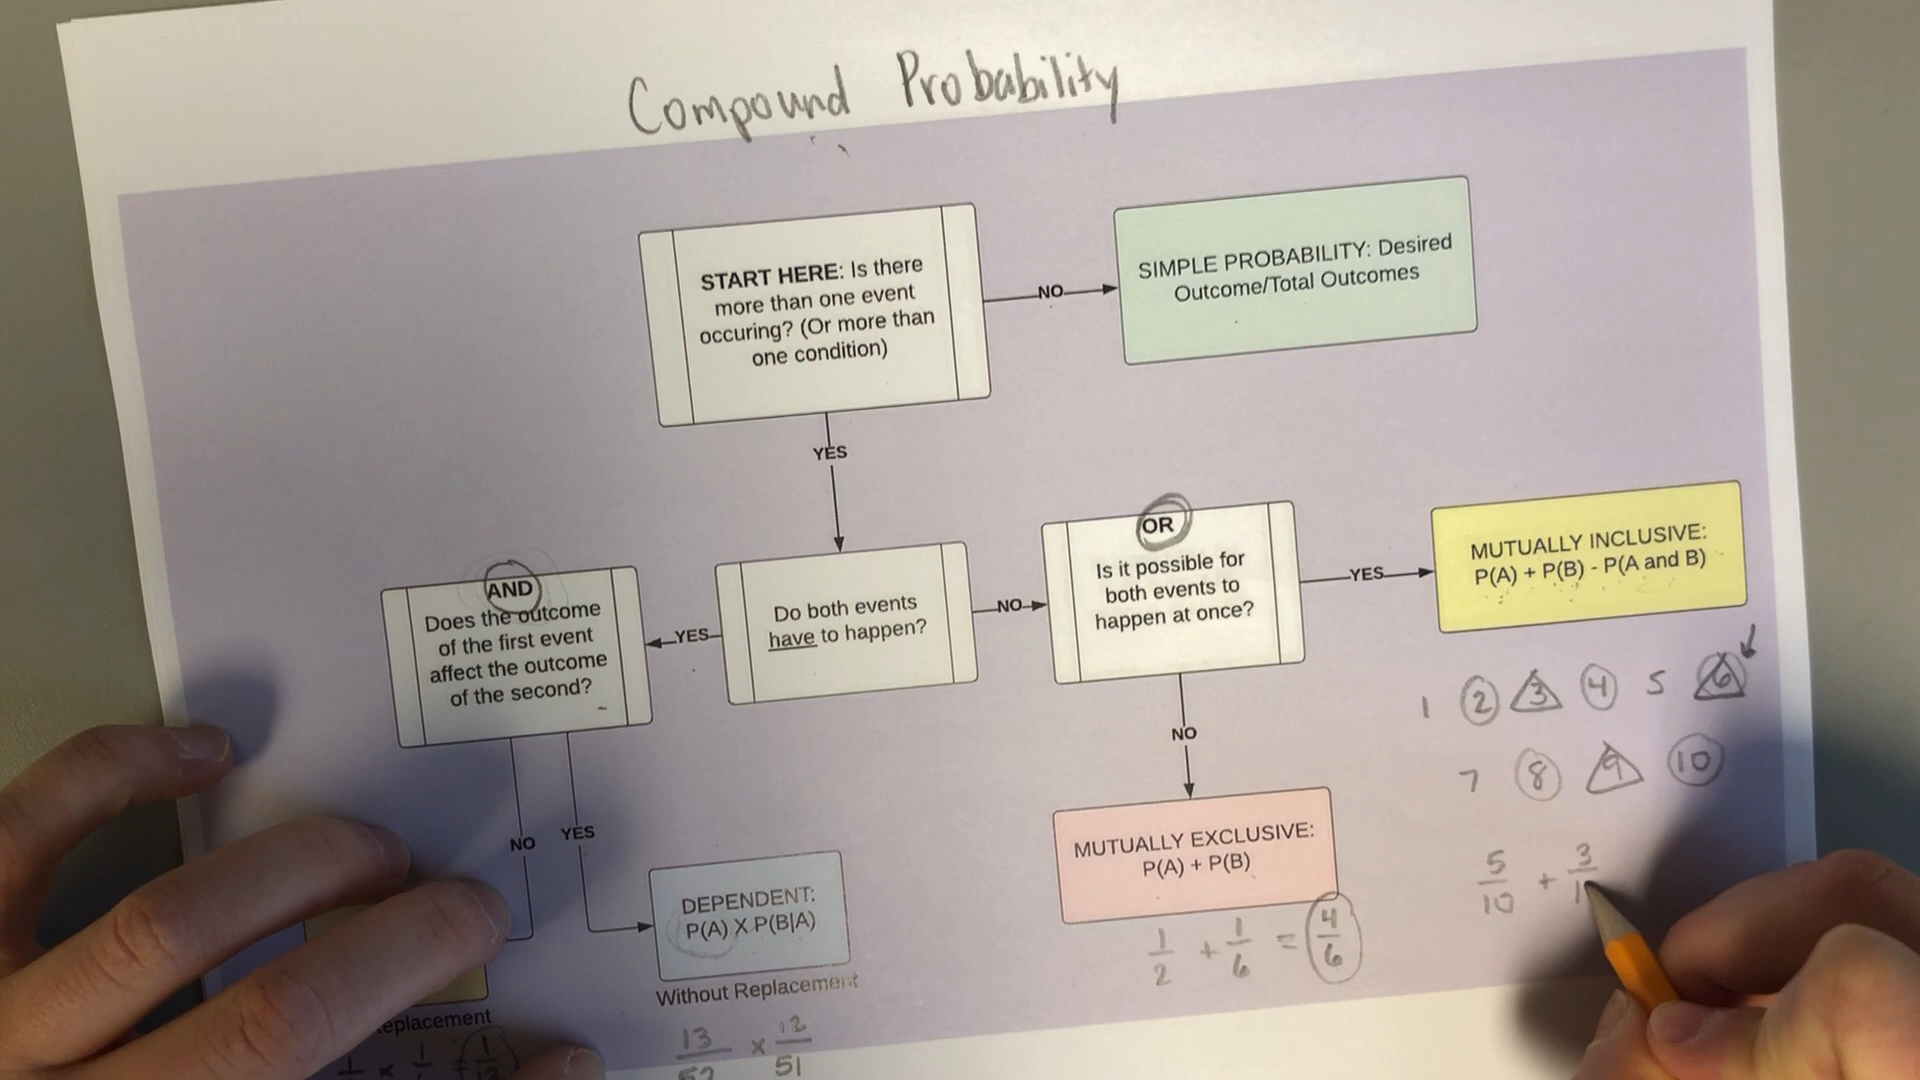 Compound Probability
START HERE: Is there
more than one event
occuring? (Or more than
one condition)
NO
SIMPLE PROBABILITY: Desired
Outcome/Total Outcomes
YES
AND
Does the outcome
of the first event
affect the outcome
of the second?
YES
Do both events
have to happen?
NO
OR
Is it possible for
both events to
happen at once?
YES
MUTUALLY INCLUSIVE:
P(A) + P(B) - P(A and B)
1 2 3 4 5 6
7 8 9 10
5/10 + 3/
NO
MUTUALLY EXCLUSIVE:
P(A) + P(B)
1/2 + 1/6 = 4/6
NO
YES
DEPENDENT:
P(A) X P(B|A)
Without Replacement
13/52 x 12/51